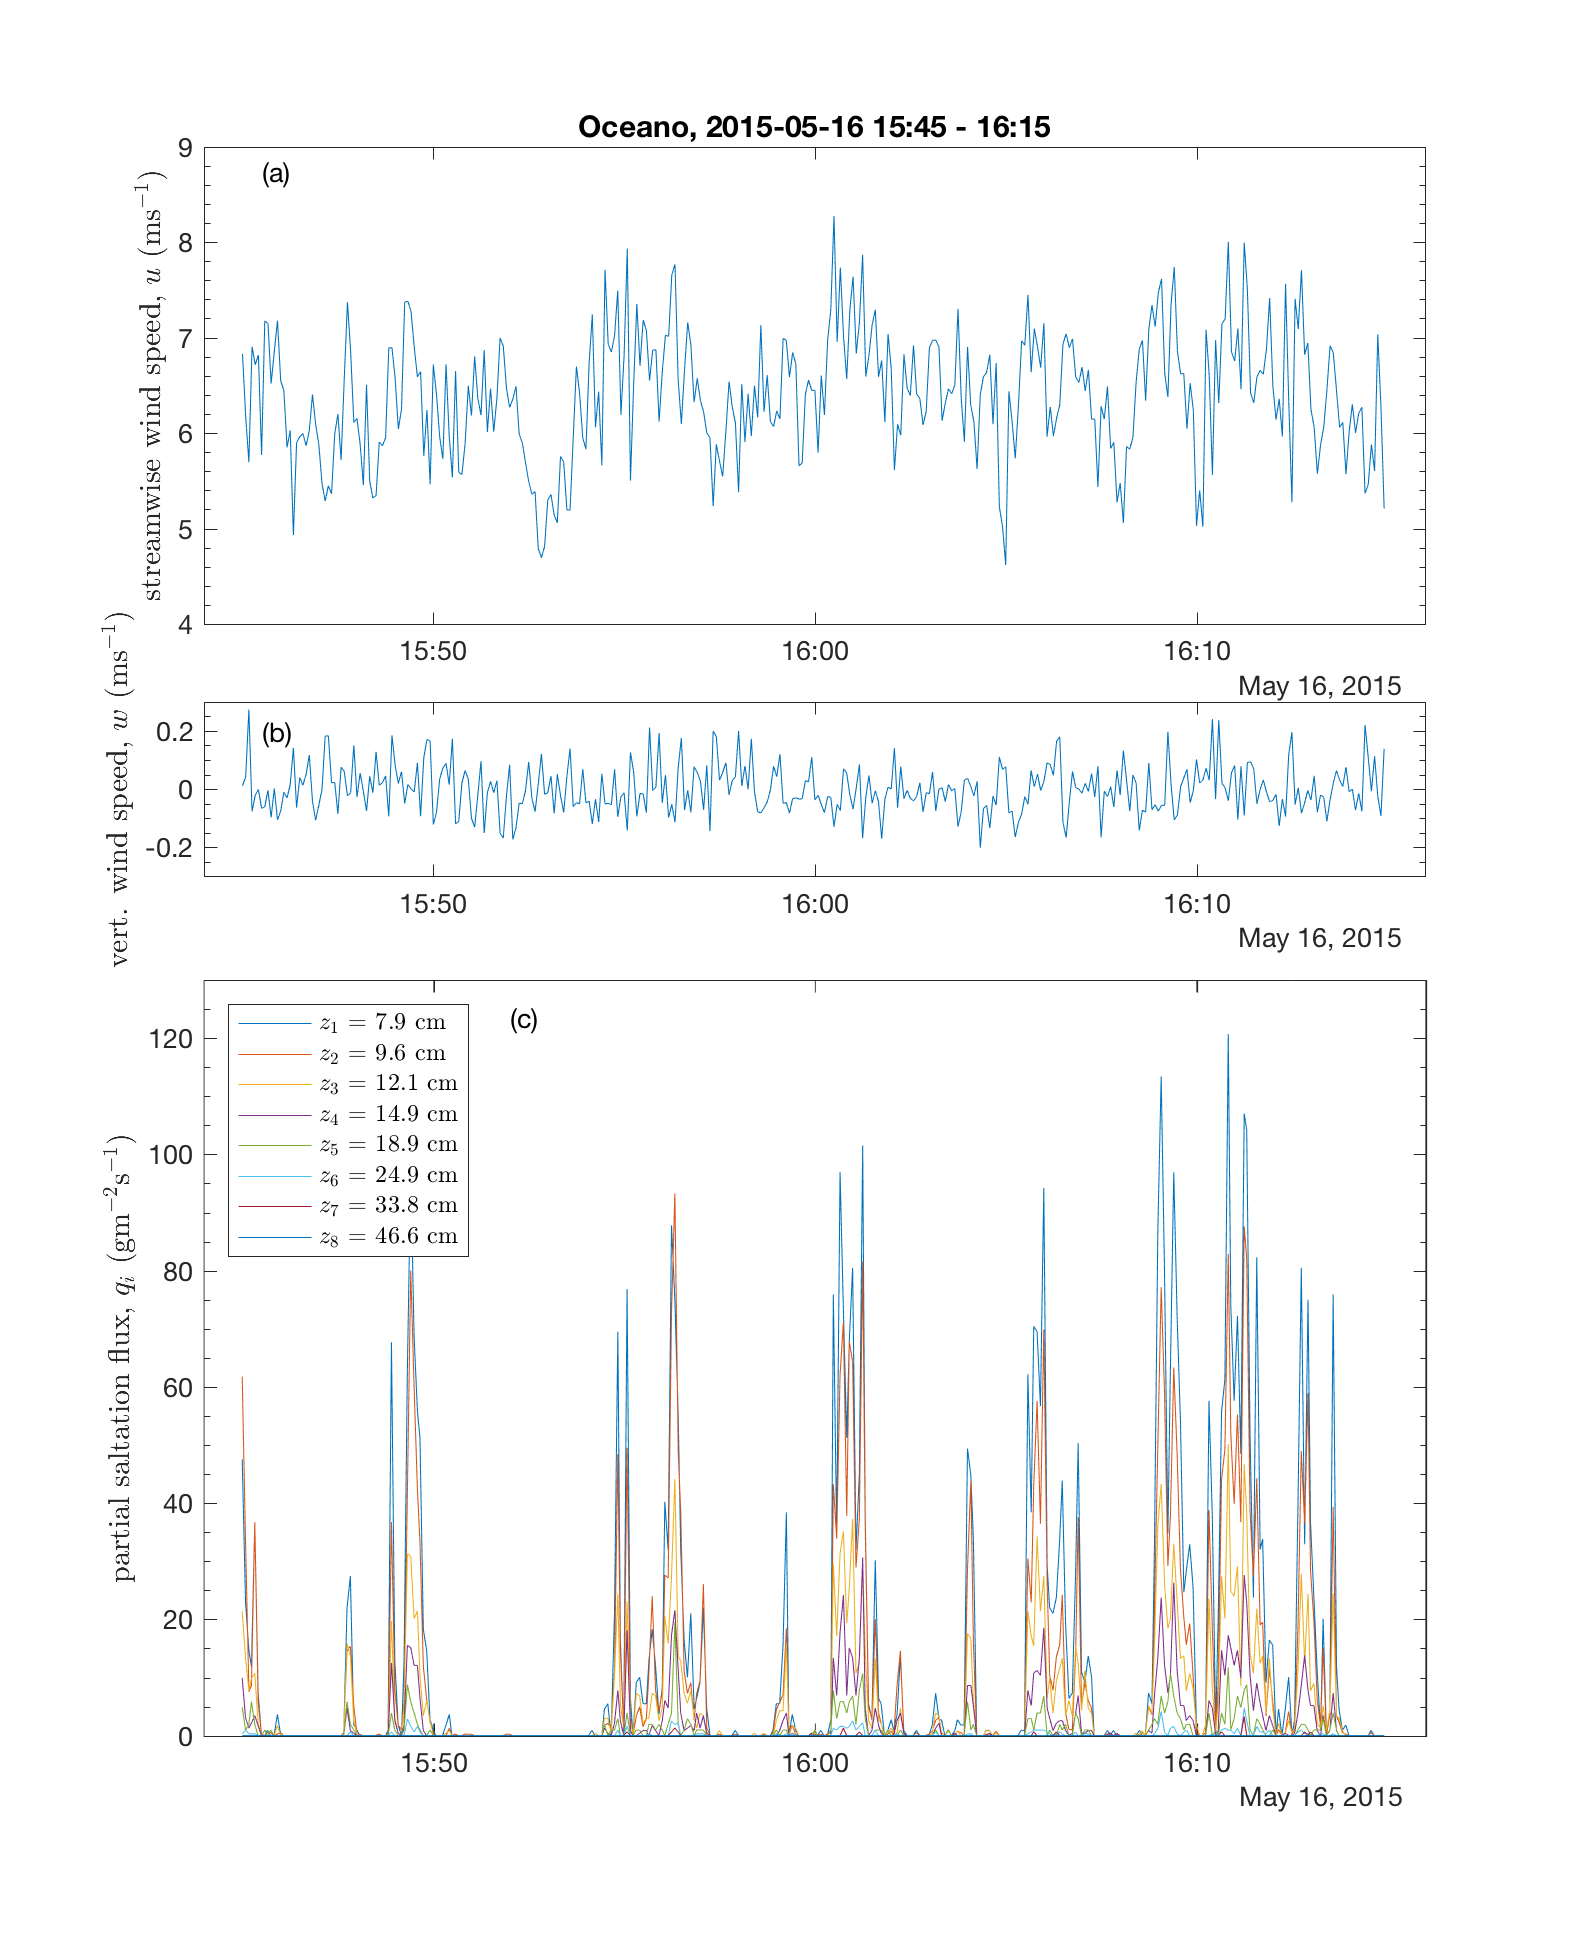 Oceano, 2015-05-16 15:45 - 16:15
(a)
streamwise wind speed, u (ms⁻¹)
9
8
7
6
5
4
15:50 16:00 16:10
May 16, 2015
(b)
vert. wind speed, w (ms⁻¹)
0.2
0
-0.2
15:50 16:00 16:10
May 16, 2015
(c)
partial saltation flux, qᵢ (gm⁻²s⁻¹)
120
100
80
60
40
20
0
z₁ = 7.9 cm
z₂ = 9.6 cm
z₃ = 12.1 cm
z₄ = 14.9 cm
z₅ = 18.9 cm
z₆ = 24.9 cm
z₇ = 33.8 cm
z₈ = 46.6 cm
15:50 16:00 16:10
May 16, 2015